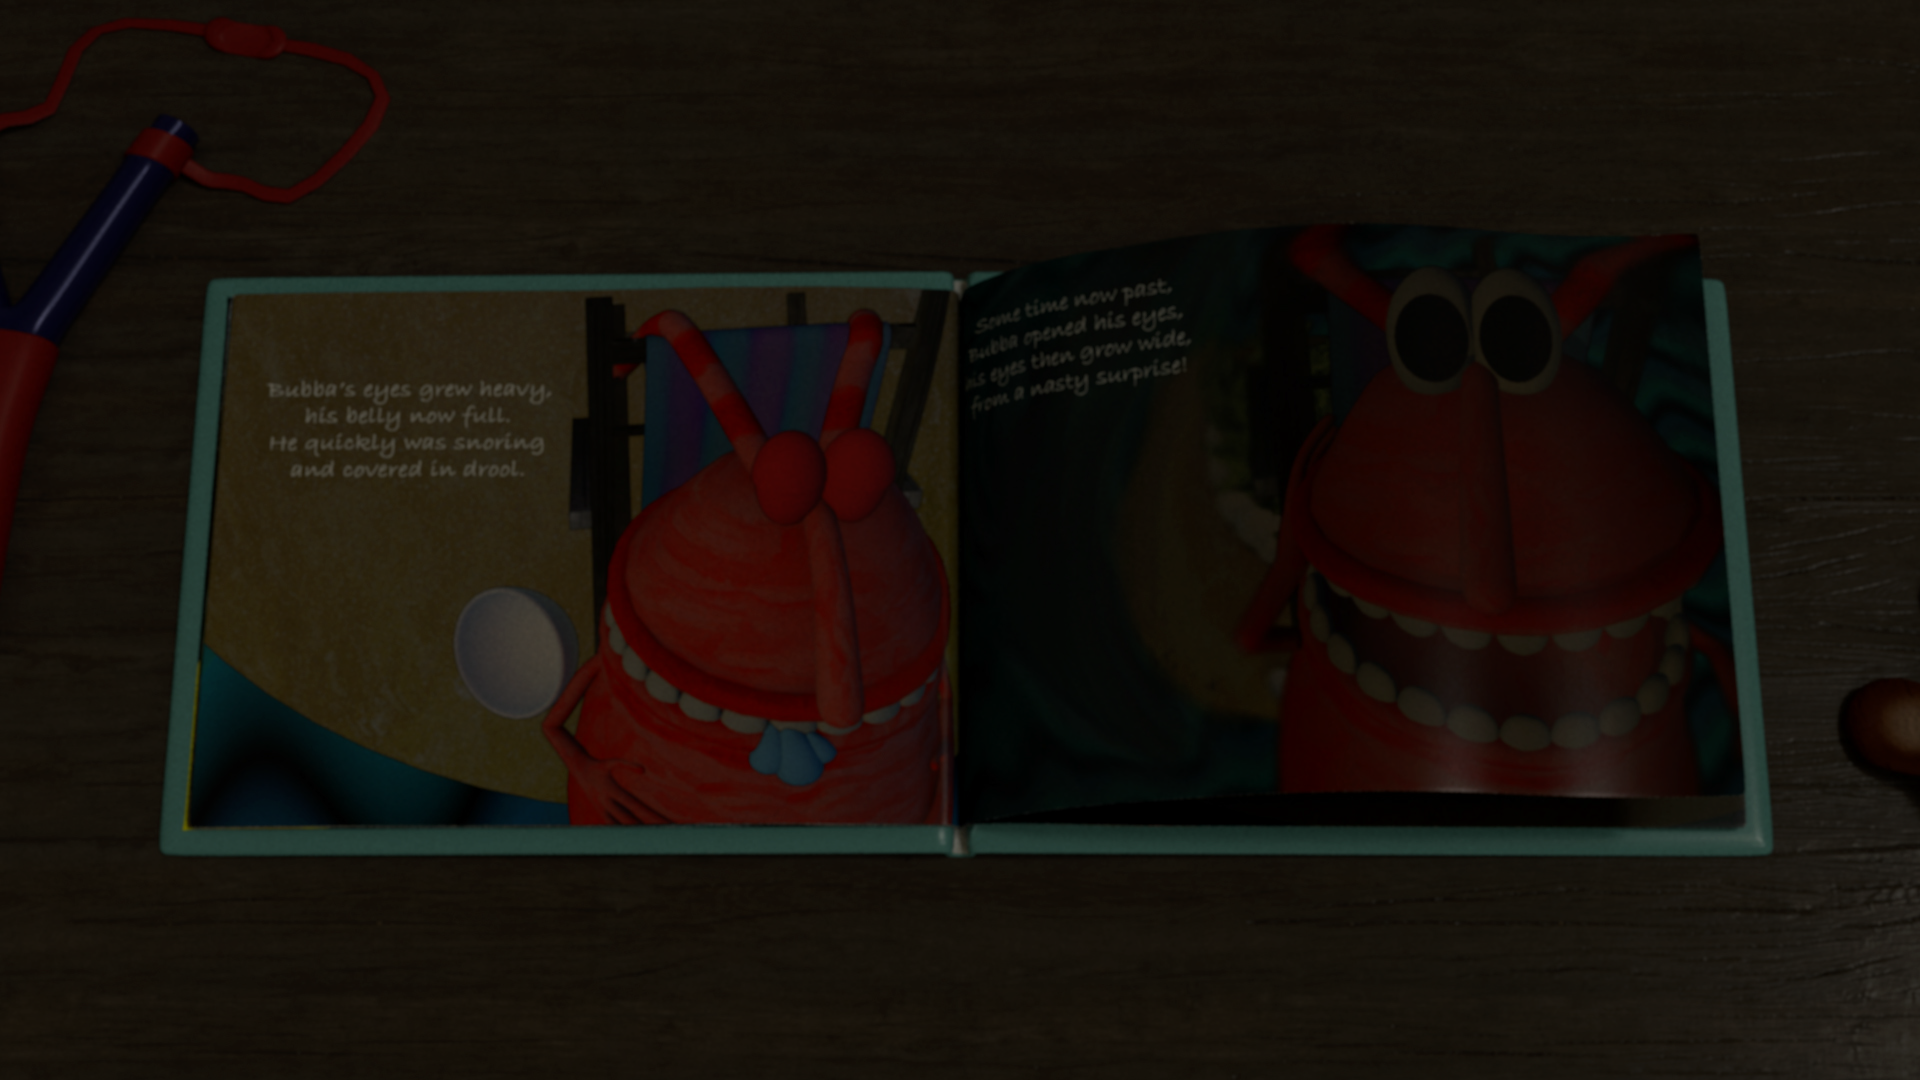 Bubba's eyes grew heavy,
his belly now full.
He quickly was snoring
and covered in drool.
Some time now past,
Bubba opened his eyes,
his eyes then grow wide,
from a nasty surprise!